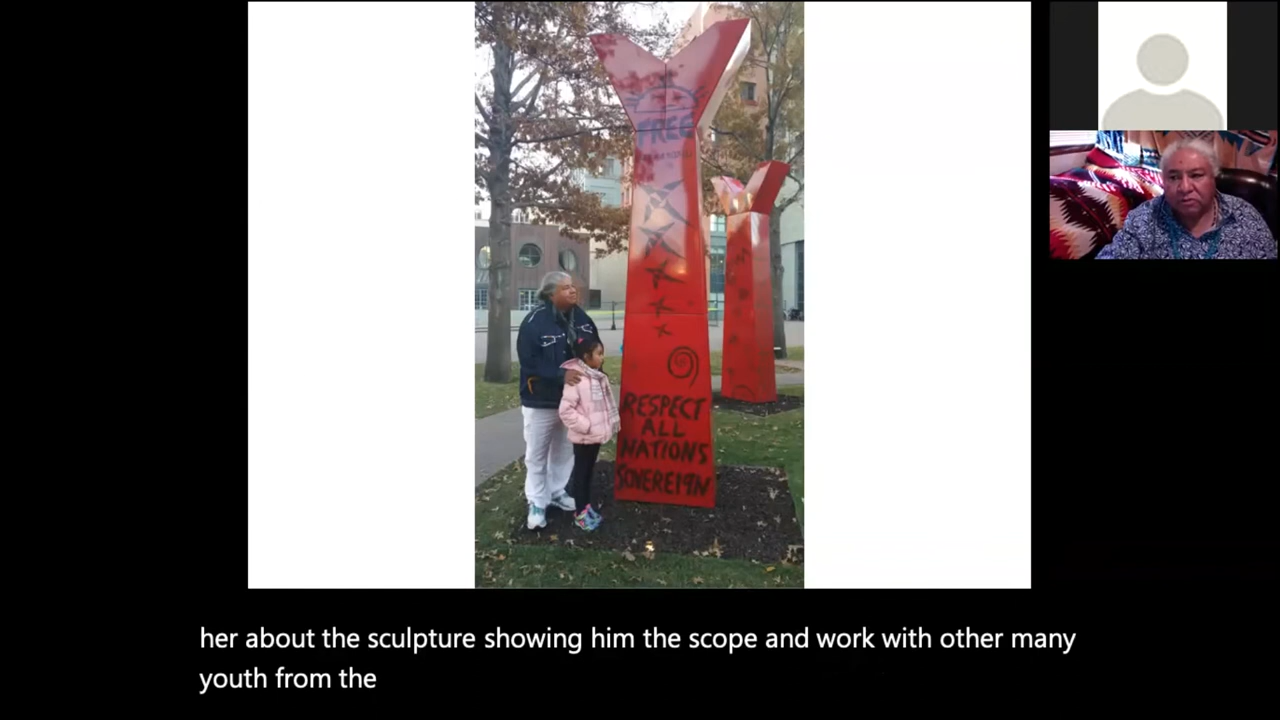 FREE
RESPECT
ALL
NATIONS
SOVEREIGN
her about the sculpture showing him the scope and work with other many
youth from the